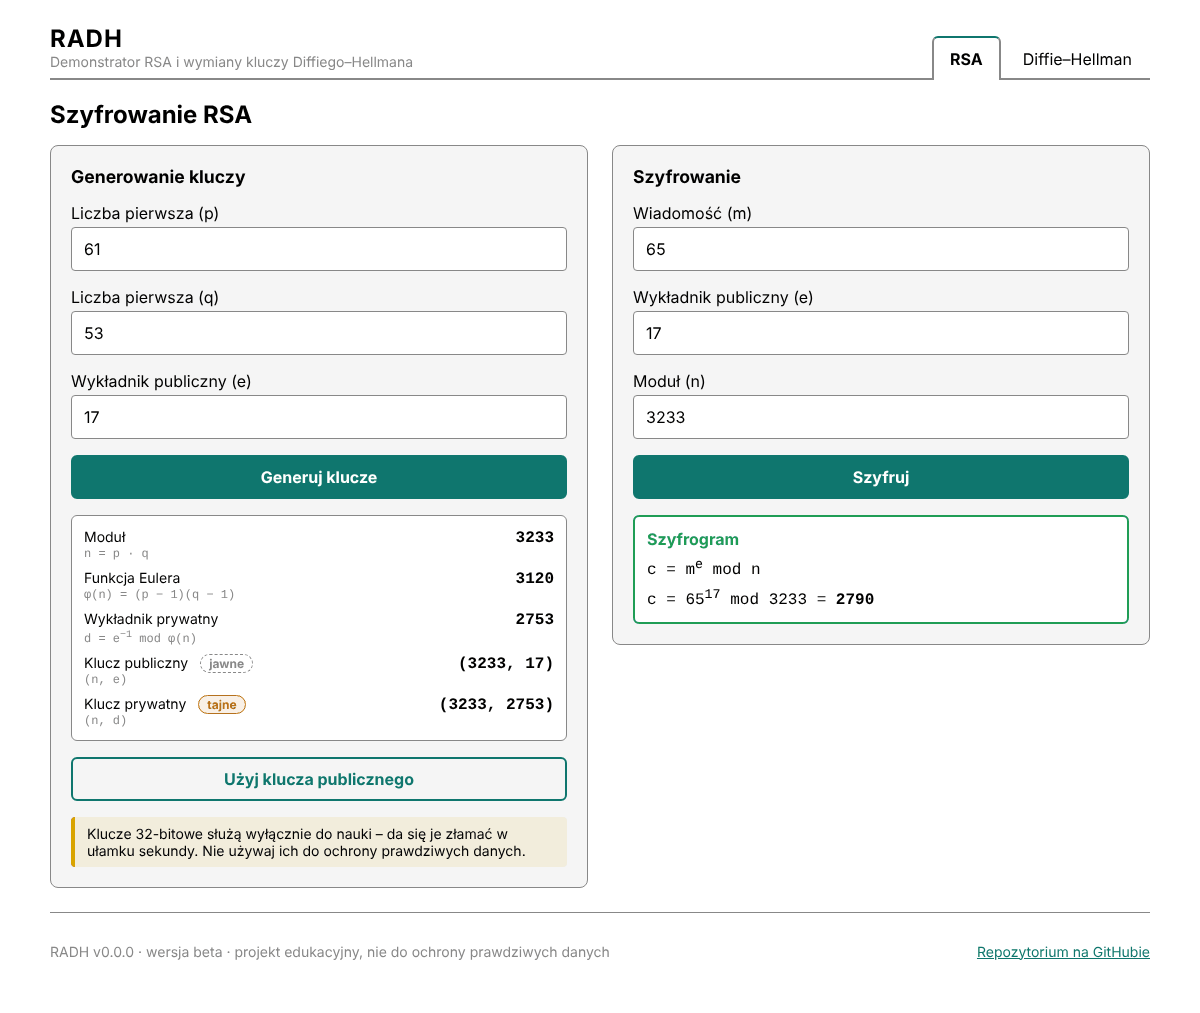 RADH
Demonstrator RSA i wymiany kluczy Diffiego–Hellmana
RSA
Diffie–Hellman
Szyfrowanie RSA
Generowanie kluczy
Liczba pierwsza (p)
61
Liczba pierwsza (q)
53
Wykładnik publiczny (e)
17
Generuj klucze
Moduł 3233
n = p · q
Funkcja Eulera 3120
φ(n) = (p − 1)(q − 1)
Wykładnik prywatny 2753
d = e⁻¹ mod φ(n)
Klucz publiczny jawne (3233, 17)
(n, e)
Klucz prywatny tajne (3233, 2753)
(n, d)
Użyj klucza publicznego
Klucze 32-bitowe służą wyłącznie do nauki – da się je złamać w
ułamku sekundy. Nie używaj ich do ochrony prawdziwych danych.
Szyfrowanie
Wiadomość (m)
65
Wykładnik publiczny (e)
17
Moduł (n)
3233
Szyfruj
Szyfrogram
c = mᵉ mod n
c = 65¹⁷ mod 3233 = 2790
RADH v0.0.0 · wersja beta · projekt edukacyjny, nie do ochrony prawdziwych danych
Repozytorium na GitHubie